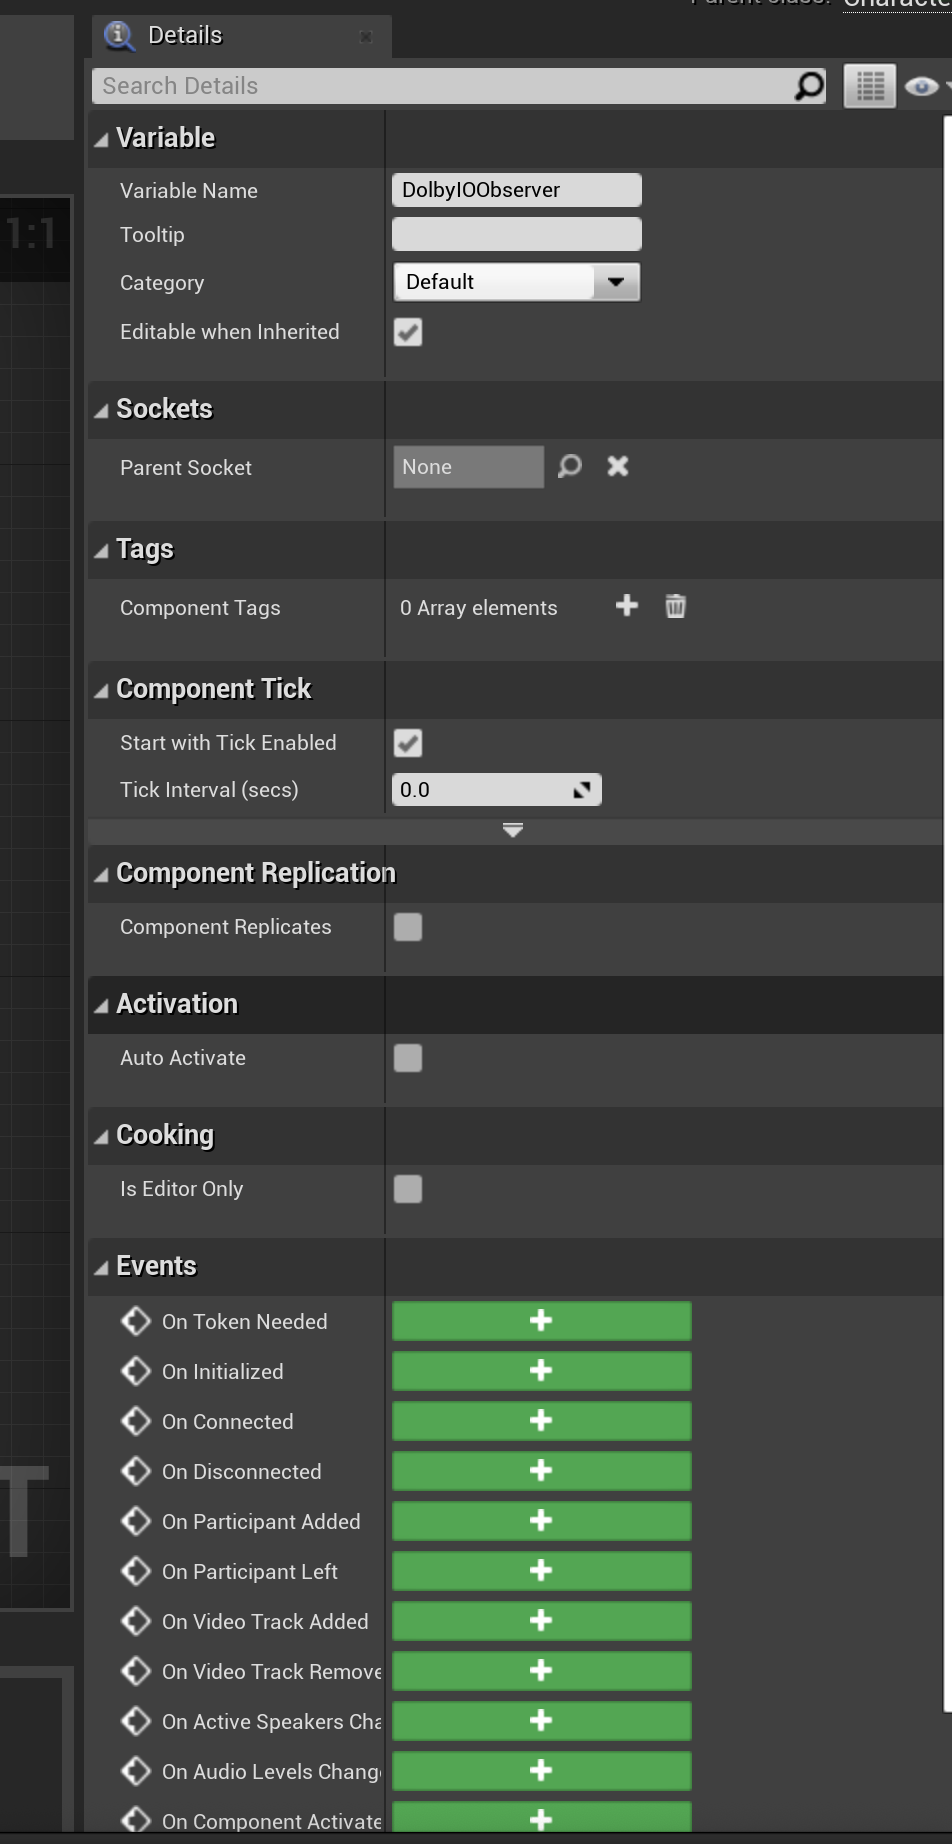 Details
Search Details
Variable
Variable Name DolbyIOObserver
Tooltip
Category Default
Editable when Inherited
1:1
Sockets
Parent Socket None
Tags
Component Tags 0 Array elements
Component Tick
Start with Tick Enabled
Tick Interval (secs) 0.0
Component Replication
Component Replicates
Activation
Auto Activate
Cooking
Is Editor Only
Events
On Token Needed
On Initialized
On Connected
On Disconnected
On Participant Added
On Participant Left
On Video Track Added
On Video Track Remove
On Active Speakers Cha
On Audio Levels Chang
On Component Activate
T